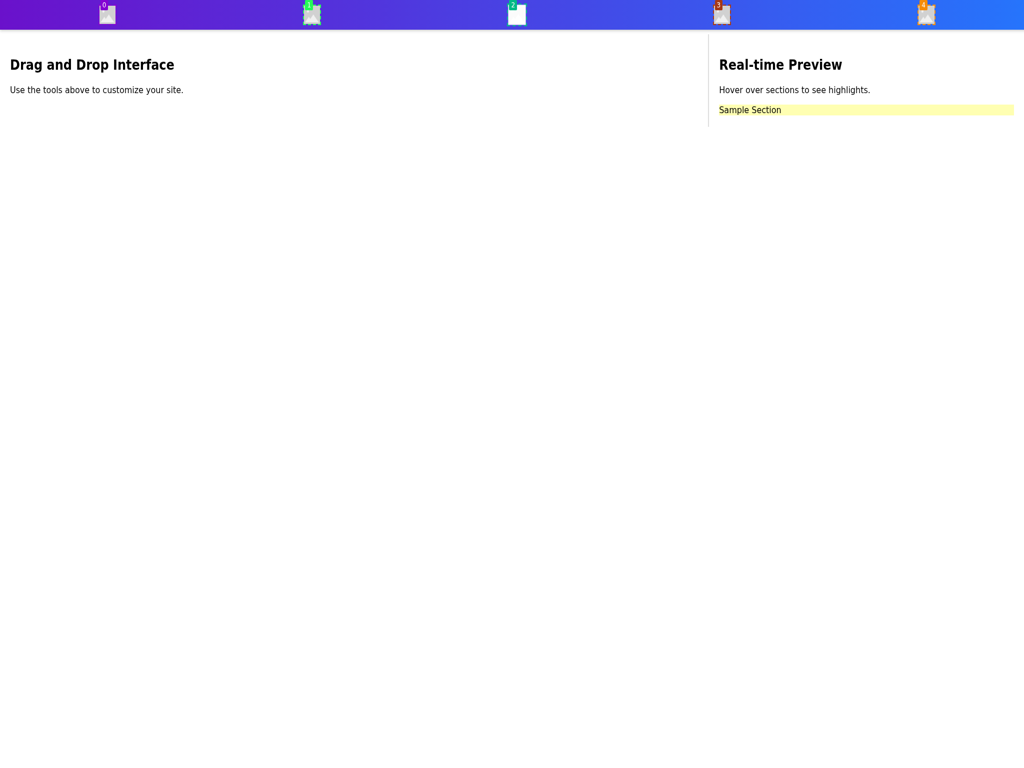 0
1
2
3
4
Drag and Drop Interface
Use the tools above to customize your site.
Real-time Preview
Hover over sections to see highlights.
Sample Section